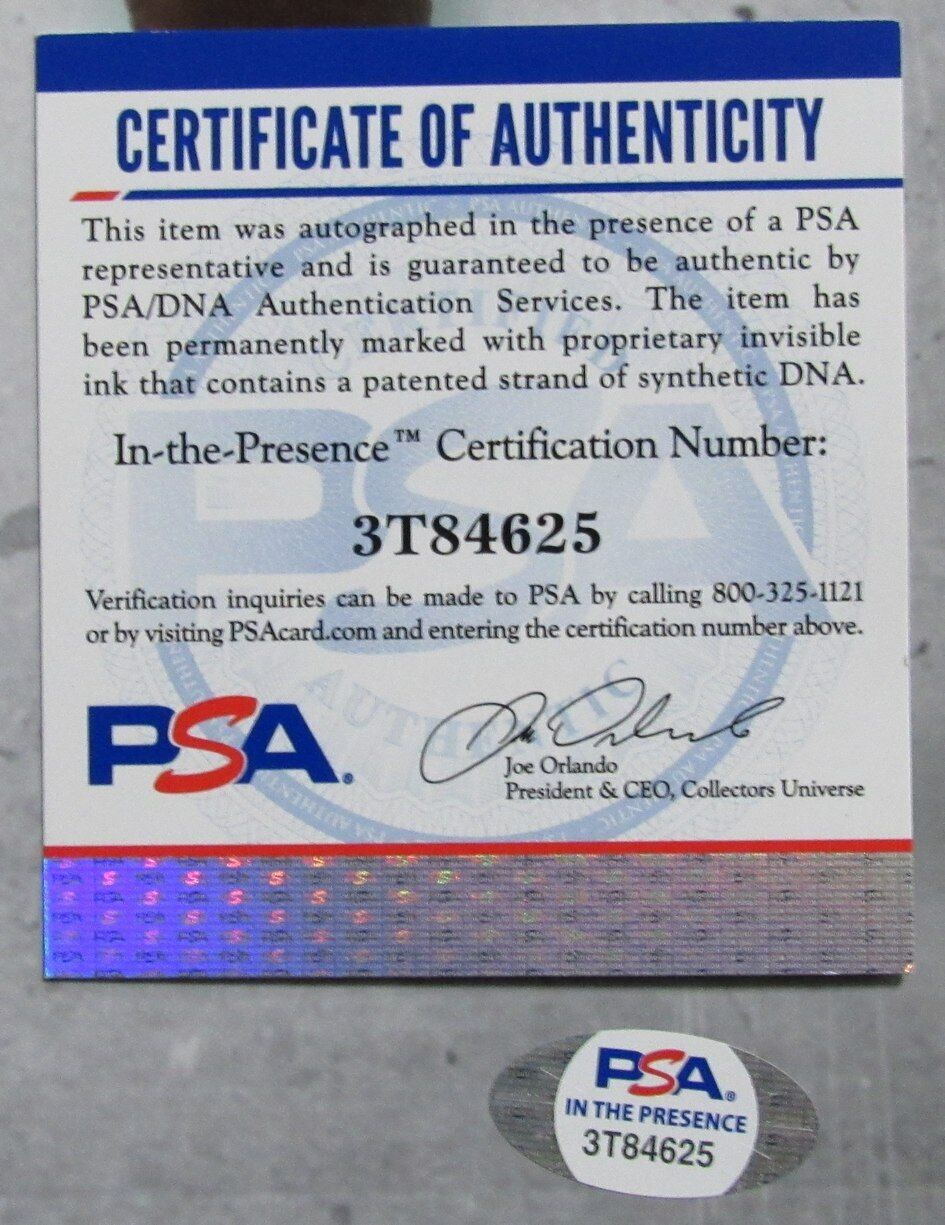 CERTIFICATE OF AUTHENTICITY
This item was autographed in the presence of a PSA
representative and is guaranteed to be authentic by
PSA/DNA Authentication Services. The item has
been permanently marked with proprietary invisible
ink that contains a patented strand of synthetic DNA.
In-the-Presence™ Certification Number:
3T84625
Verification inquiries can be made to PSA by calling 800-325-1121
or by visiting PSAcard.com and entering the certification number above.
PSA®
Joe Orlando
President & CEO, Collectors Universe
PSA®
IN THE PRESENCE
3T84625